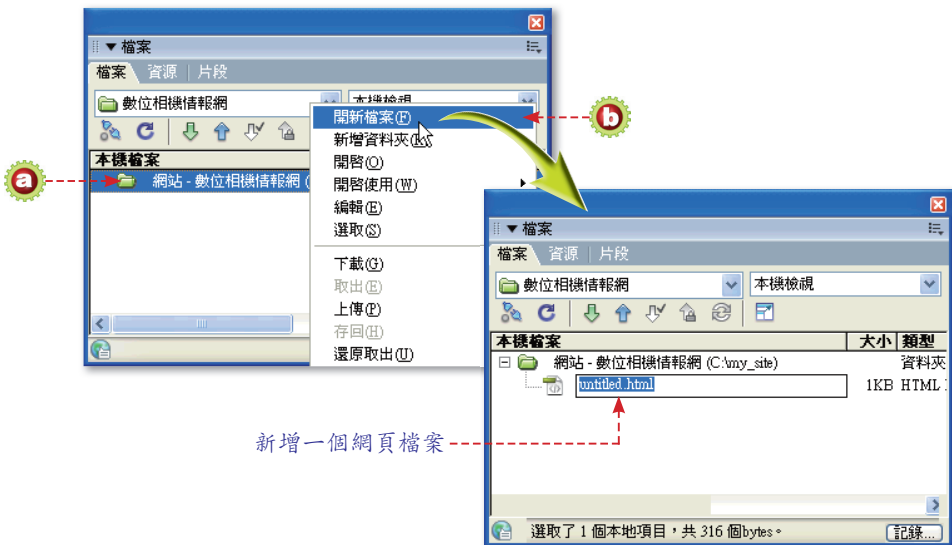 ▼檔案
檔案 資源 片段
數位相機情報網 本機檢視
本機檔案
網站 - 數位相機情報網 (
開新檔案(F)
新增資料夾(K)
開啓(O)
開啓使用(W)
編輯(E)
選取(S)
下載(G)
取出(E)
上傳(P)
存回(H)
還原取出(U)
a
b
▼檔案
檔案 資源 片段
數位相機情報網 本機檢視
本機檔案 大小 類型
網站 - 數位相機情報網 (C:\my_site) 資料夾
untitled.html 1KB HTML
新增一個網頁檔案
選取了 1 個本地項目，共 316 個bytes。 記錄...